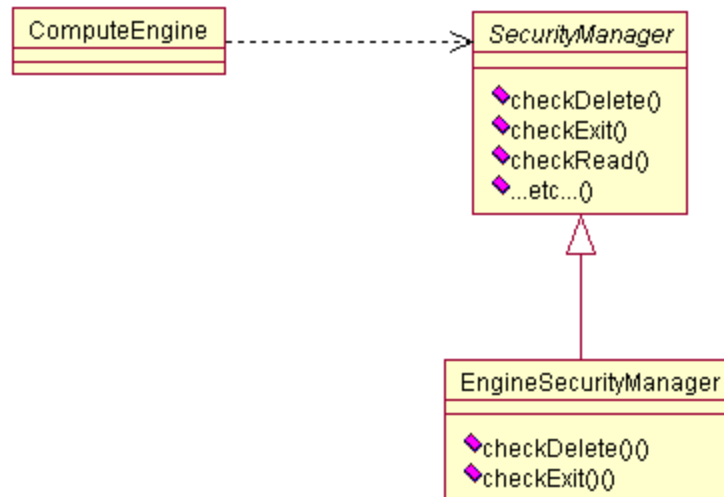 ComputeEngine
SecurityManager
checkDelete()
checkExit()
checkRead()
...etc...()
EngineSecurityManager
checkDelete()()
checkExit()()